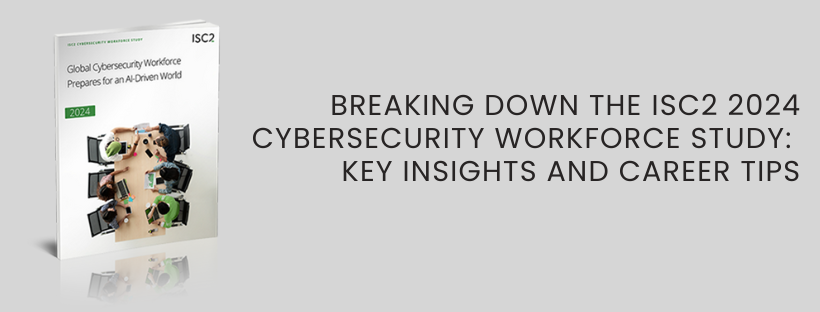 ISC2 CYBERSECURITY WORKFORCE STUDY
ISC2
Global Cybersecurity Workforce
Prepares for an AI-Driven World
2024
BREAKING DOWN THE ISC2 2024
CYBERSECURITY WORKFORCE STUDY:
KEY INSIGHTS AND CAREER TIPS